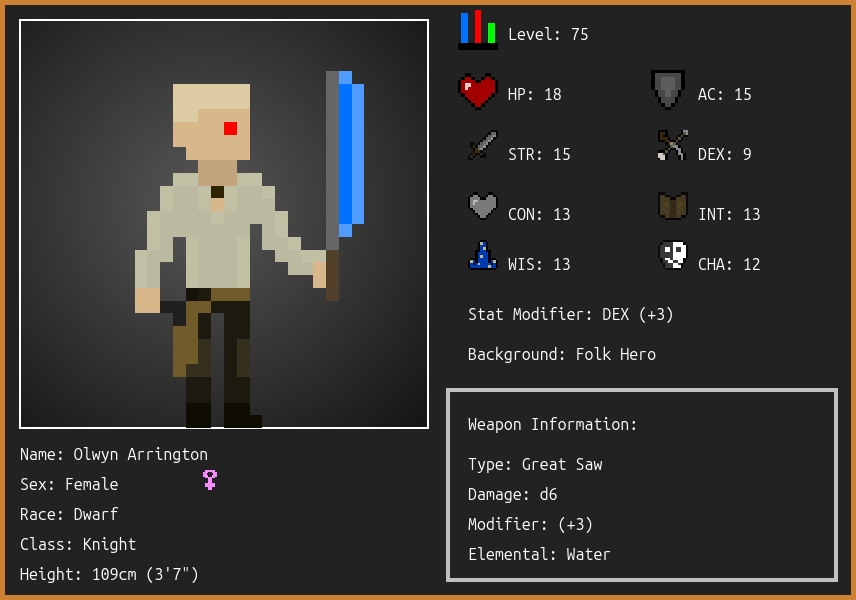 Level: 75
HP: 18
AC: 15
STR: 15
DEX: 9
CON: 13
INT: 13
WIS: 13
CHA: 12
Stat Modifier: DEX (+3)
Background: Folk Hero
Name: Olwyn Arrington
Sex: Female
Race: Dwarf
Class: Knight
Height: 109cm (3'7")
Weapon Information:
Type: Great Saw
Damage: d6
Modifier: (+3)
Elemental: Water